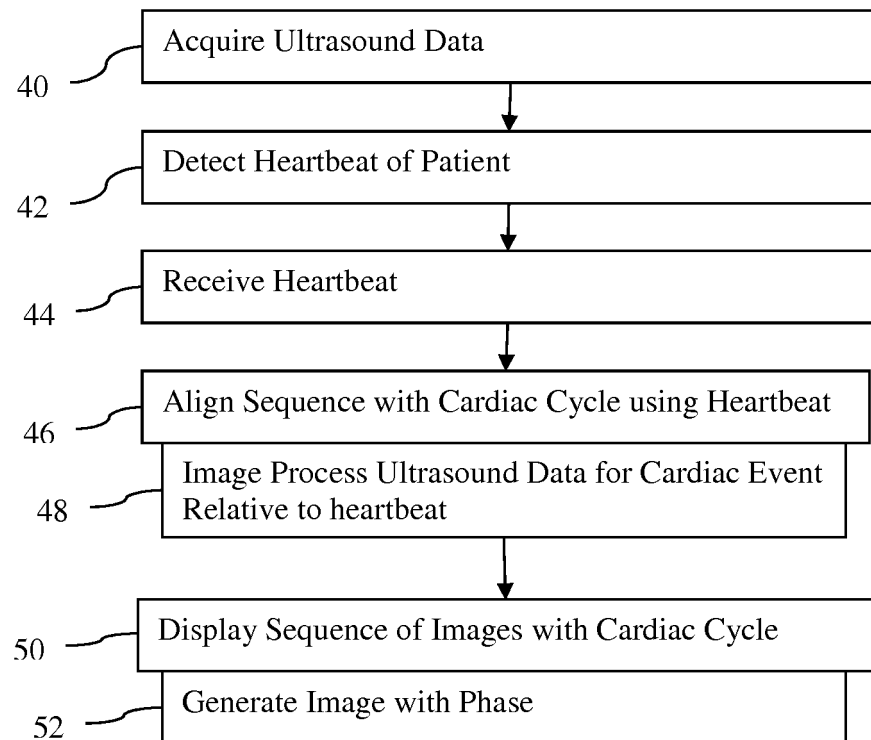 Acquire Ultrasound Data
40
Detect Heartbeat of Patient
42
Receive Heartbeat
44
Align Sequence with Cardiac Cycle using Heartbeat
46
Image Process Ultrasound Data for Cardiac Event
Relative to heartbeat
48
Display Sequence of Images with Cardiac Cycle
50
Generate Image with Phase
52